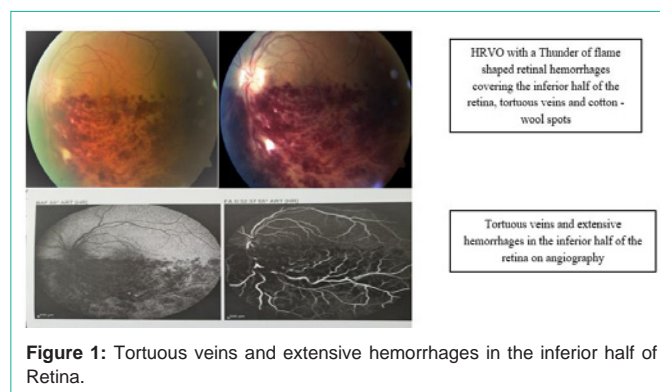 HRVO with a Thunder of flame
shaped retinal hemorrhages
covering the inferior half of the
retina, tortuous veins and cotton -
wool spots
Tortuous veins and extensive
hemorrhages in the inferior half of the
retina on angiography
Figure 1: Tortuous veins and extensive hemorrhages in the inferior half of
Retina.